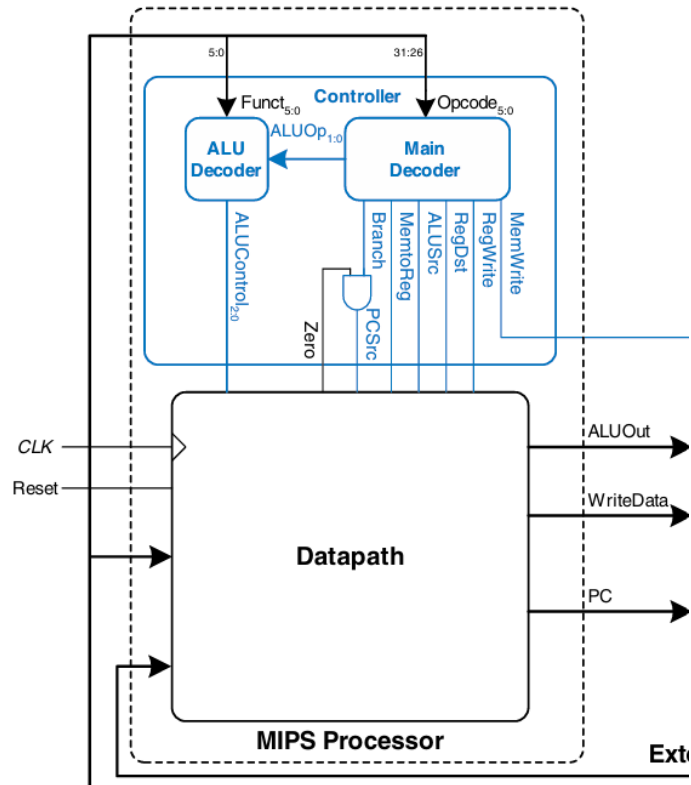 5:0
31:26
Controller
Funct5:0
Opcode5:0
ALUOp1:0
ALU
Decoder
Main
Decoder
ALUControl2:0
Branch
MemtoReg
ALUSrc
RegDst
RegWrite
MemWrite
Zero
PCSrc
CLK
Reset
ALUOut
WriteData
Datapath
PC
MIPS Processor
Exte